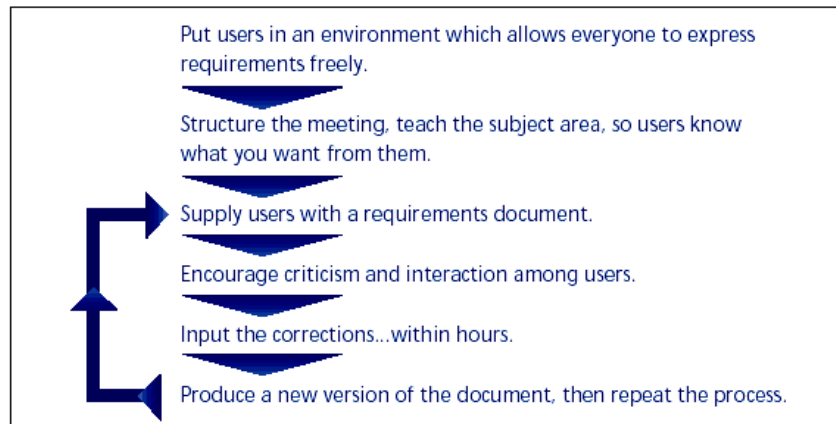 Put users in an environment which allows everyone to express
requirements freely.
Structure the meeting, teach the subject area, so users know
what you want from them.
Supply users with a requirements document.
Encourage criticism and interaction among users.
Input the corrections...within hours.
Produce a new version of the document, then repeat the process.